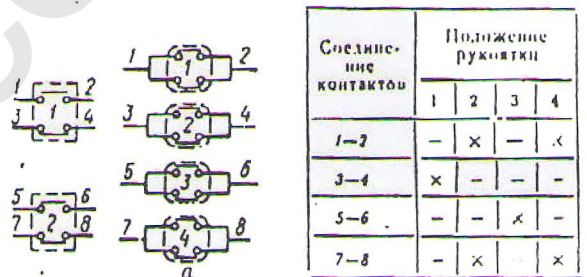 1 2
3 1 4
5 6
7 2 8
1 1 2
3 2 4
5 3 6
7 4 8
а
Соедине-
ние
контактов
Положение
рукоятки
1 2 3 4
1—2 — × — ×
3—4 × — — —
5—6 — — × —
7—8 — × — ×